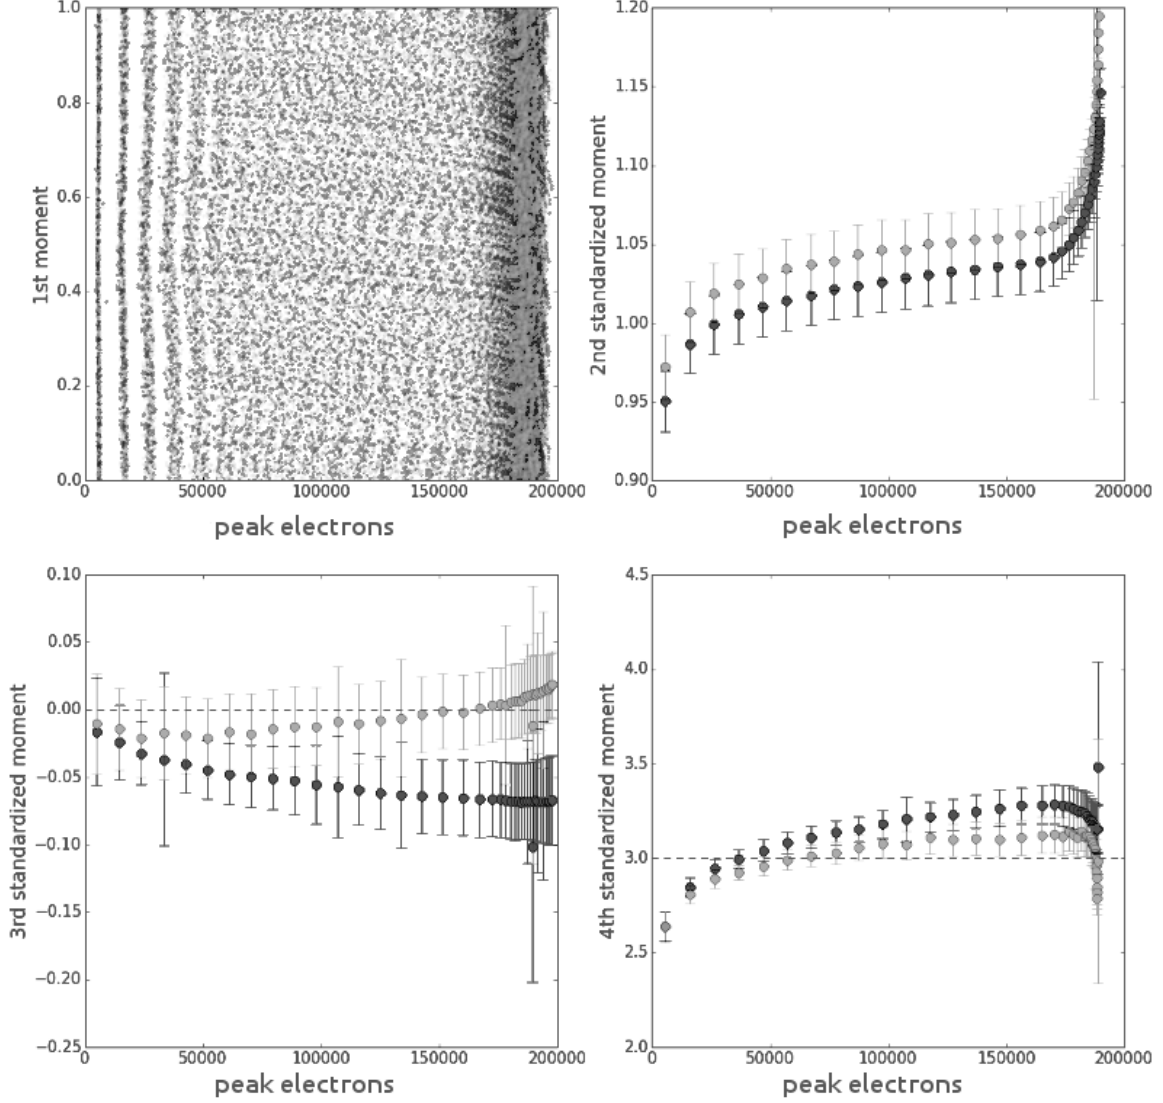 1.0
0.8
0.6
0.4
0.2
0.0
1st moment
0 50000 100000 150000 200000
peak electrons
1.20
1.15
1.10
1.05
1.00
0.95
0.90
2nd standardized moment
0 50000 100000 150000 200000
peak electrons
0.10
0.05
0.00
−0.05
−0.10
−0.15
−0.20
−0.25
3rd standardized moment
0 50000 100000 150000 200000
peak electrons
4.5
4.0
3.5
3.0
2.5
2.0
4th standardized moment
0 50000 100000 150000 200000
peak electrons